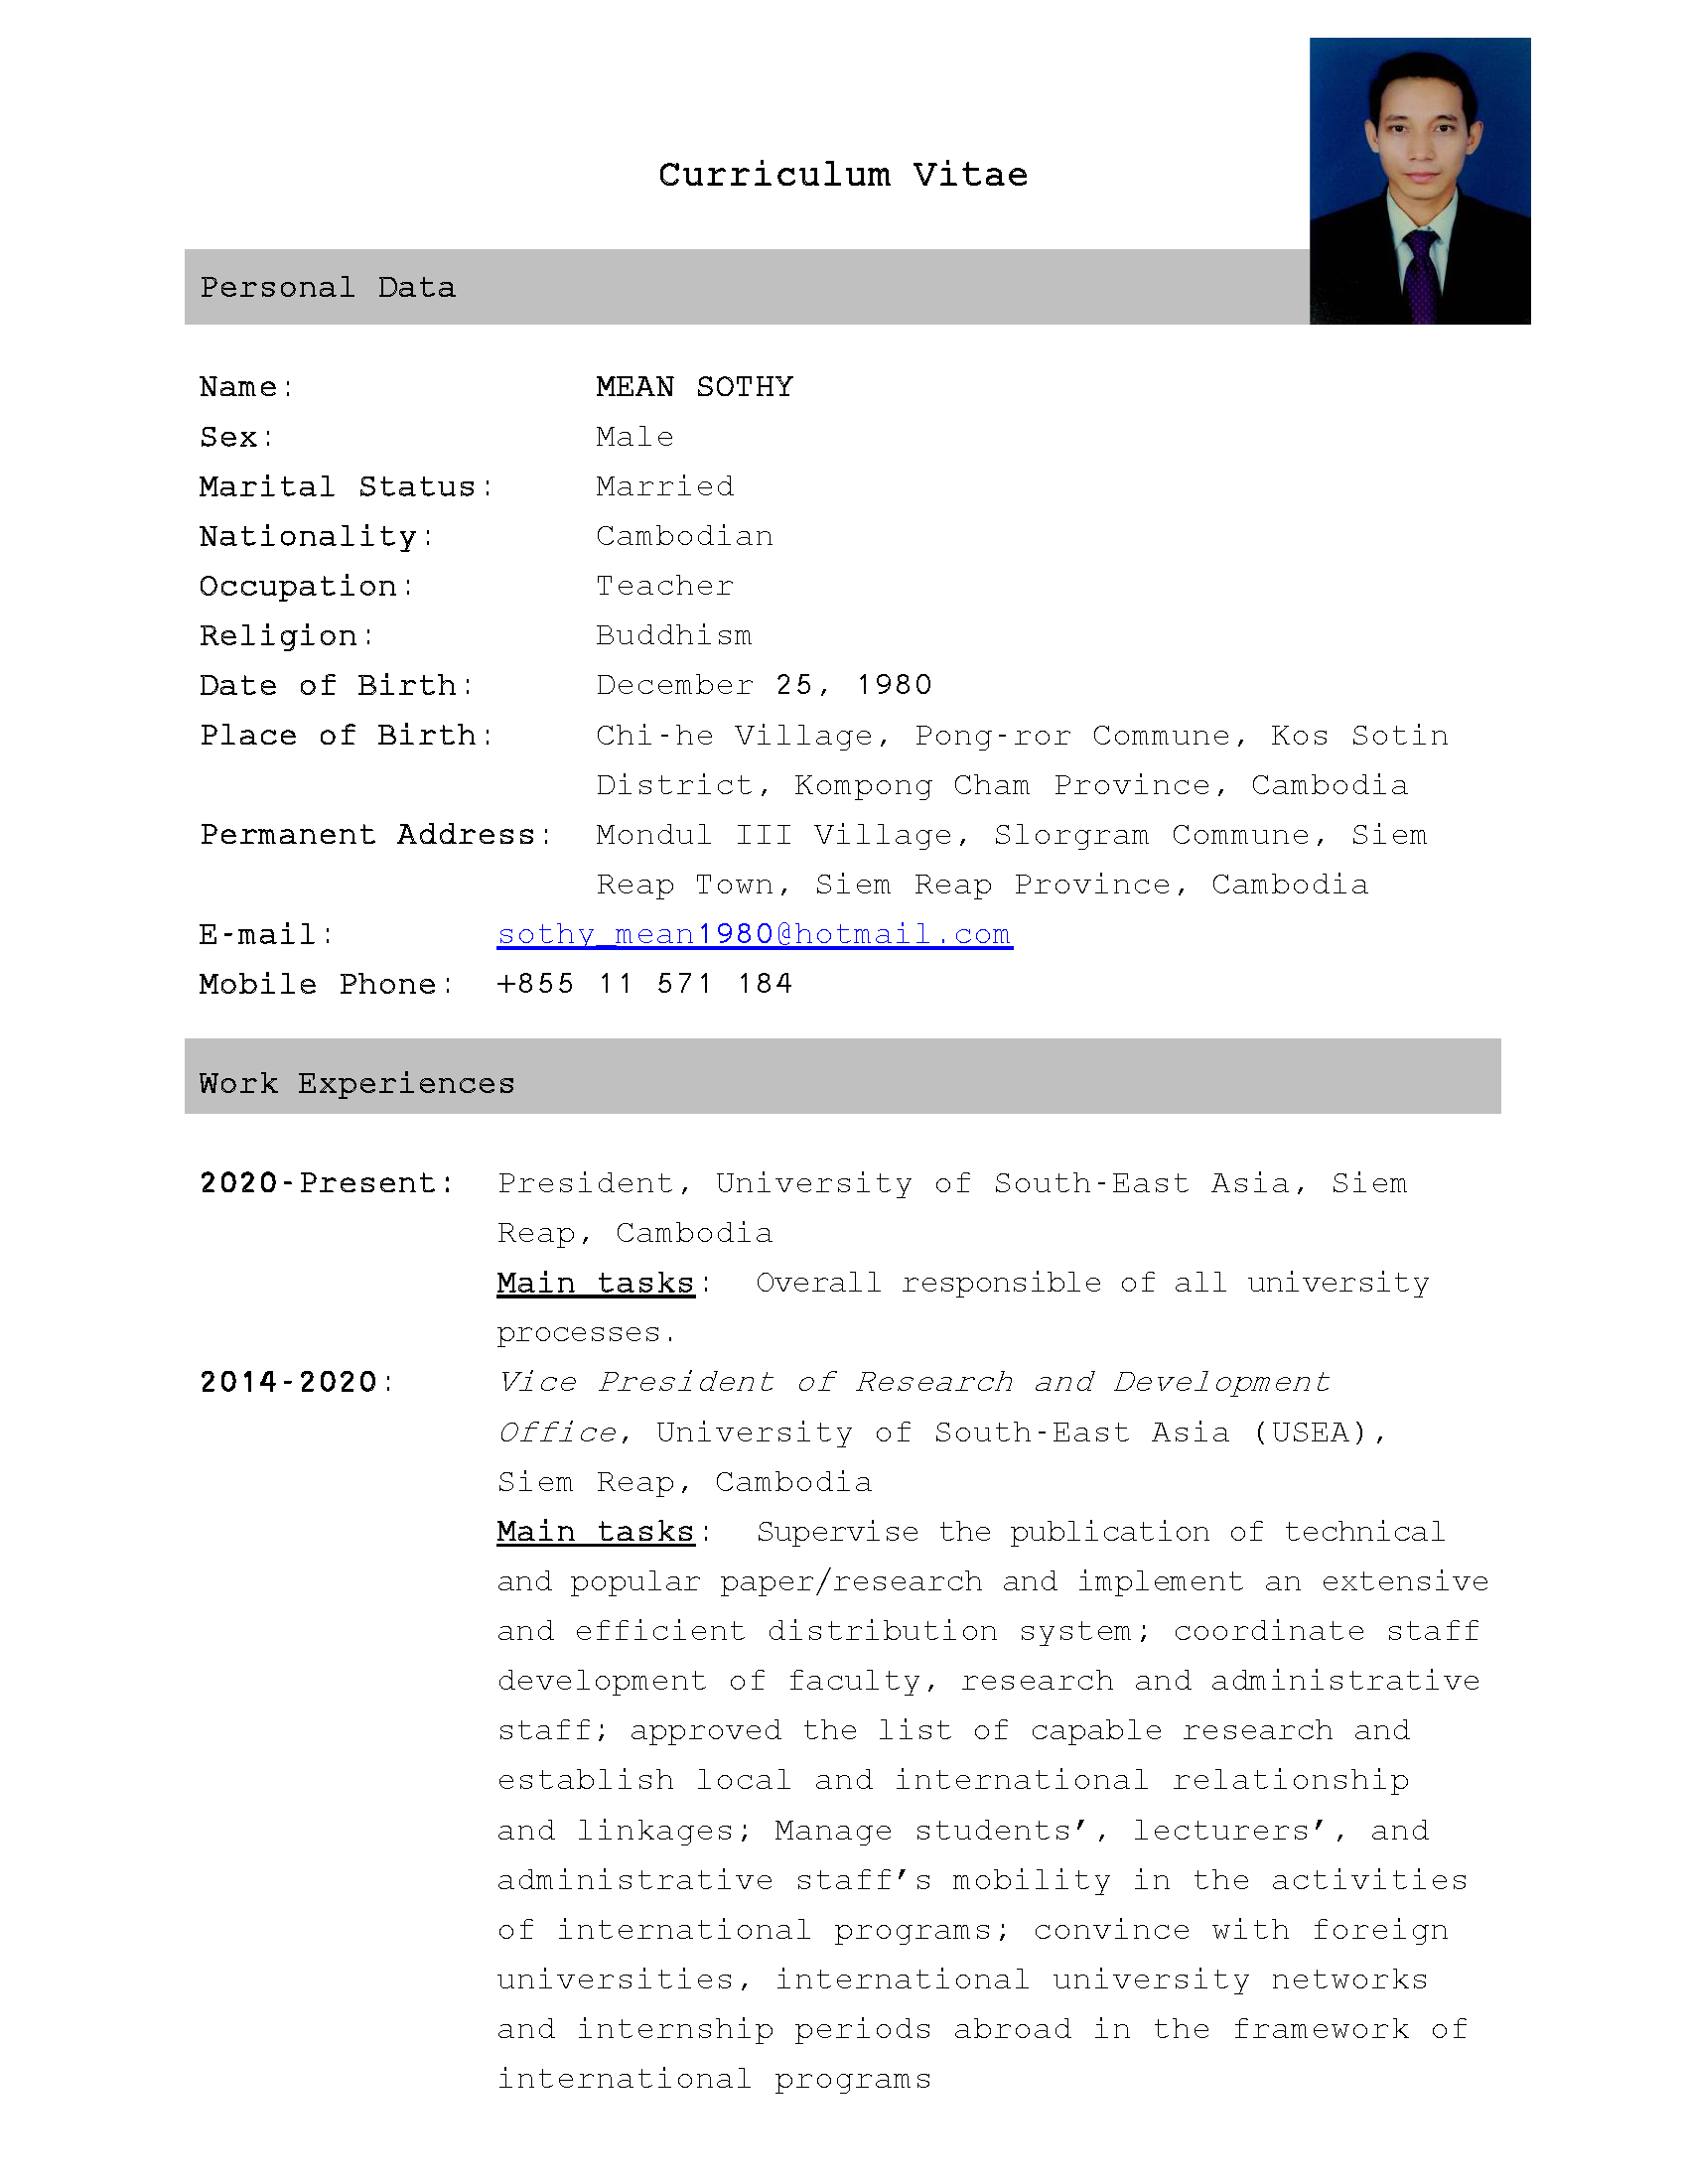 Curriculum Vitae
Personal Data
Name: MEAN SOTHY
Sex: Male
Marital Status: Married
Nationality: Cambodian
Occupation: Teacher
Religion: Buddhism
Date of Birth: December 25, 1980
Place of Birth: Chi-he Village, Pong-ror Commune, Kos Sotin
District, Kompong Cham Province, Cambodia
Permanent Address: Mondul III Village, Slorgram Commune, Siem
Reap Town, Siem Reap Province, Cambodia
E-mail: sothy_mean1980@hotmail.com
Mobile Phone: +855 11 571 184
Work Experiences
2020-Present: President, University of South-East Asia, Siem
Reap, Cambodia
Main tasks: Overall responsible of all university
processes.
2014-2020: Vice President of Research and Development
Office, University of South-East Asia (USEA),
Siem Reap, Cambodia
Main tasks: Supervise the publication of technical
and popular paper/research and implement an extensive
and efficient distribution system; coordinate staff
development of faculty, research and administrative
staff; approved the list of capable research and
establish local and international relationship
and linkages; Manage students’, lecturers’, and
administrative staff’s mobility in the activities
of international programs; convince with foreign
universities, international university networks
and internship periods abroad in the framework of
international programs